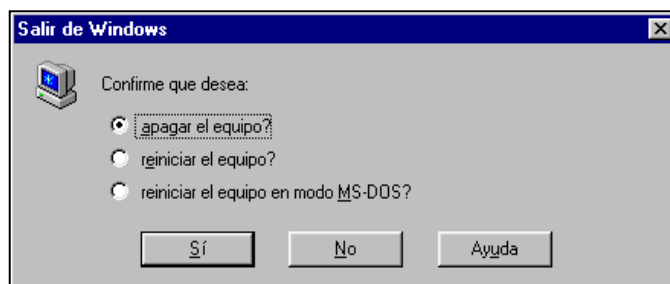 Salir de Windows
Confirme que desea:
apagar el equipo?
reiniciar el equipo?
reiniciar el equipo en modo MS-DOS?
Sí No Ayuda